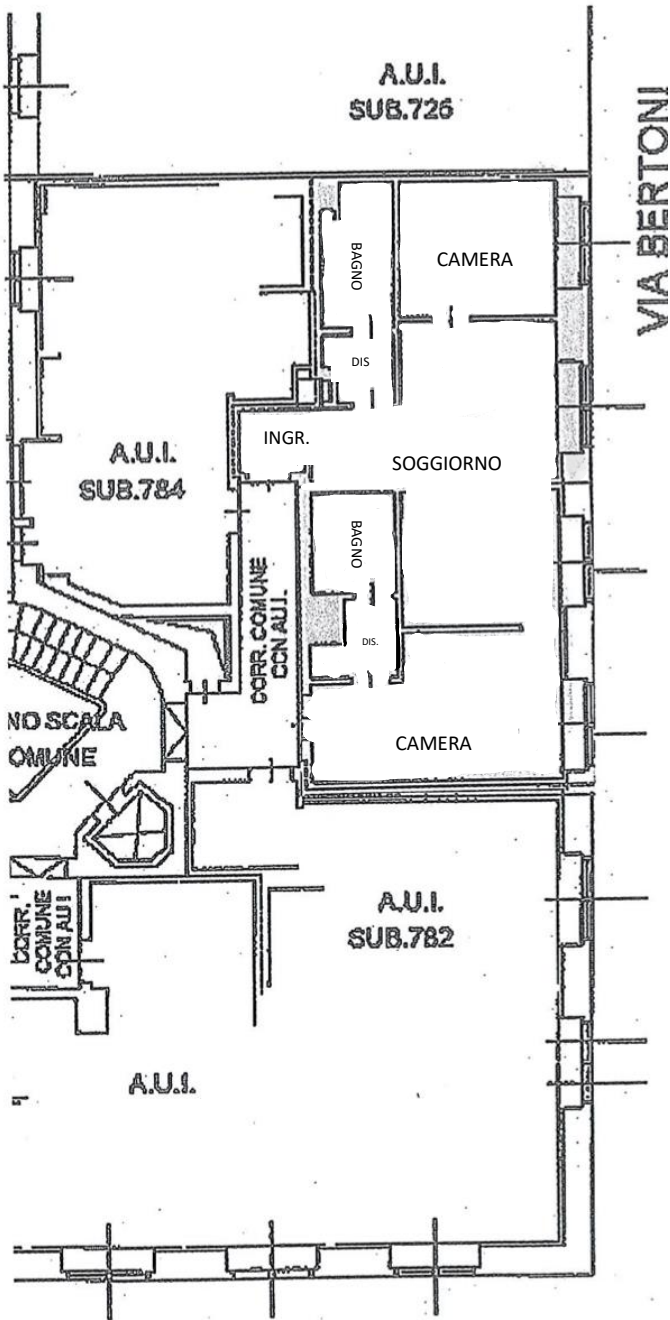 A.U.I.
SUB.726
VIA BERTONI
BAGNO
CAMERA
DIS
INGR.
SOGGIORNO
A.U.I.
SUB.784
BAGNO
CORR. COMUNE
CON A.U.I.
DIS.
NO SCALA
OMUNE
CAMERA
CORR.
COMUNE
CON AU I
A.U.I.
SUB.782
A.U.I.